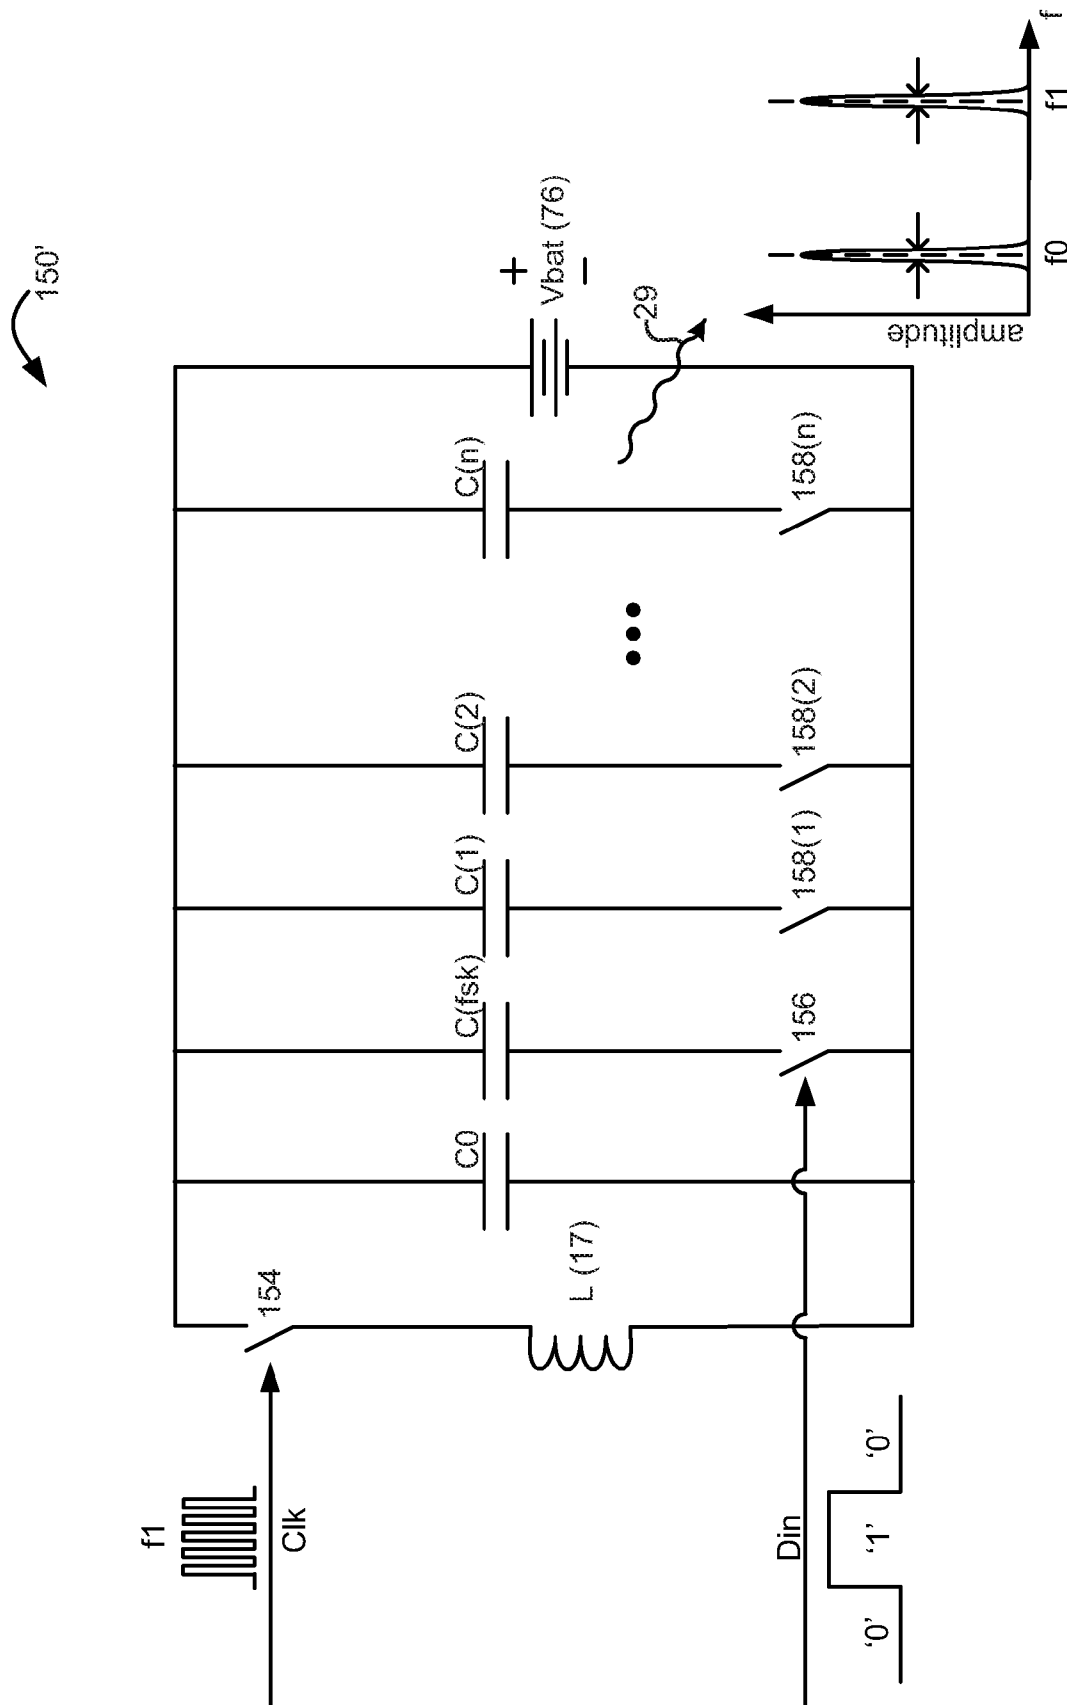 150'
f1
Clk
154
L (17)
C0
C(fsk)
C(1)
C(2)
C(n)
+
Vbat (76)
–
29
Din
'0' '1' '0'
156
158(1)
158(2)
158(n)
amplitude
f0
f1
f